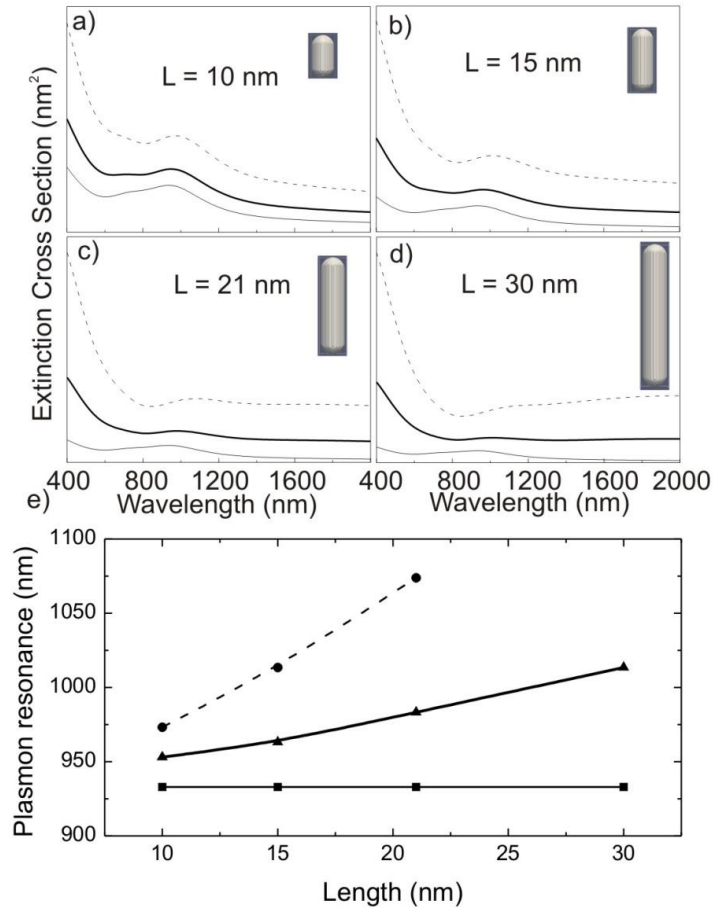 Extinction Cross Section (nm²)
a)
L = 10 nm
b)
L = 15 nm
c)
L = 21 nm
d)
L = 30 nm
400 800 1200 1600 400 800 1200 1600 2000
Wavelength (nm)
Wavelength (nm)
e)
Plasmon resonance (nm)
1100
1050
1000
950
900
10 15 20 25 30
Length (nm)